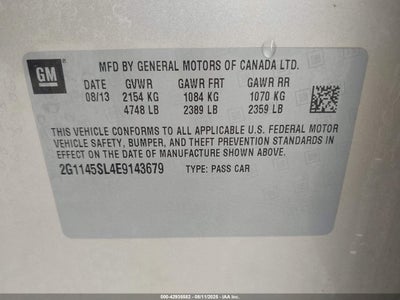 GM
MFD BY GENERAL MOTORS OF CANADA LTD.
DATE GVWR GAWR FRT GAWR RR
08/13 2154 KG 1084 KG 1070 KG
4748 LB 2389 LB 2359 LB
THIS VEHICLE CONFORMS TO ALL APPLICABLE U.S. FEDERAL MOTOR
VEHICLE SAFETY, BUMPER, AND THEFT PREVENTION STANDARDS IN
EFFECT ON THE DATE OF MANUFACTURE SHOWN ABOVE.
2G1145SL4E9143679 TYPE: PASS CAR